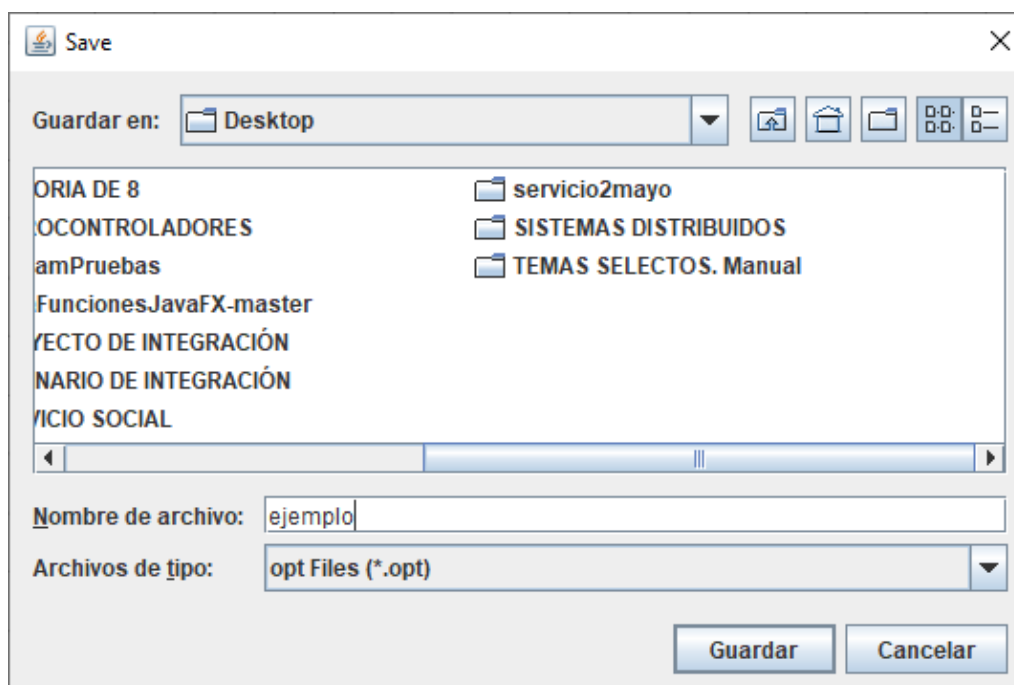 Save
Guardar en: Desktop
ORIA DE 8
OCONTROLADORES
amPruebas
FuncionesJavaFX-master
YECTO DE INTEGRACIÓN
NARIO DE INTEGRACIÓN
VICIO SOCIAL
servicio2mayo
SISTEMAS DISTRIBUIDOS
TEMAS SELECTOS. Manual
Nombre de archivo: ejemplo
Archivos de tipo: opt Files (*.opt)
Guardar Cancelar